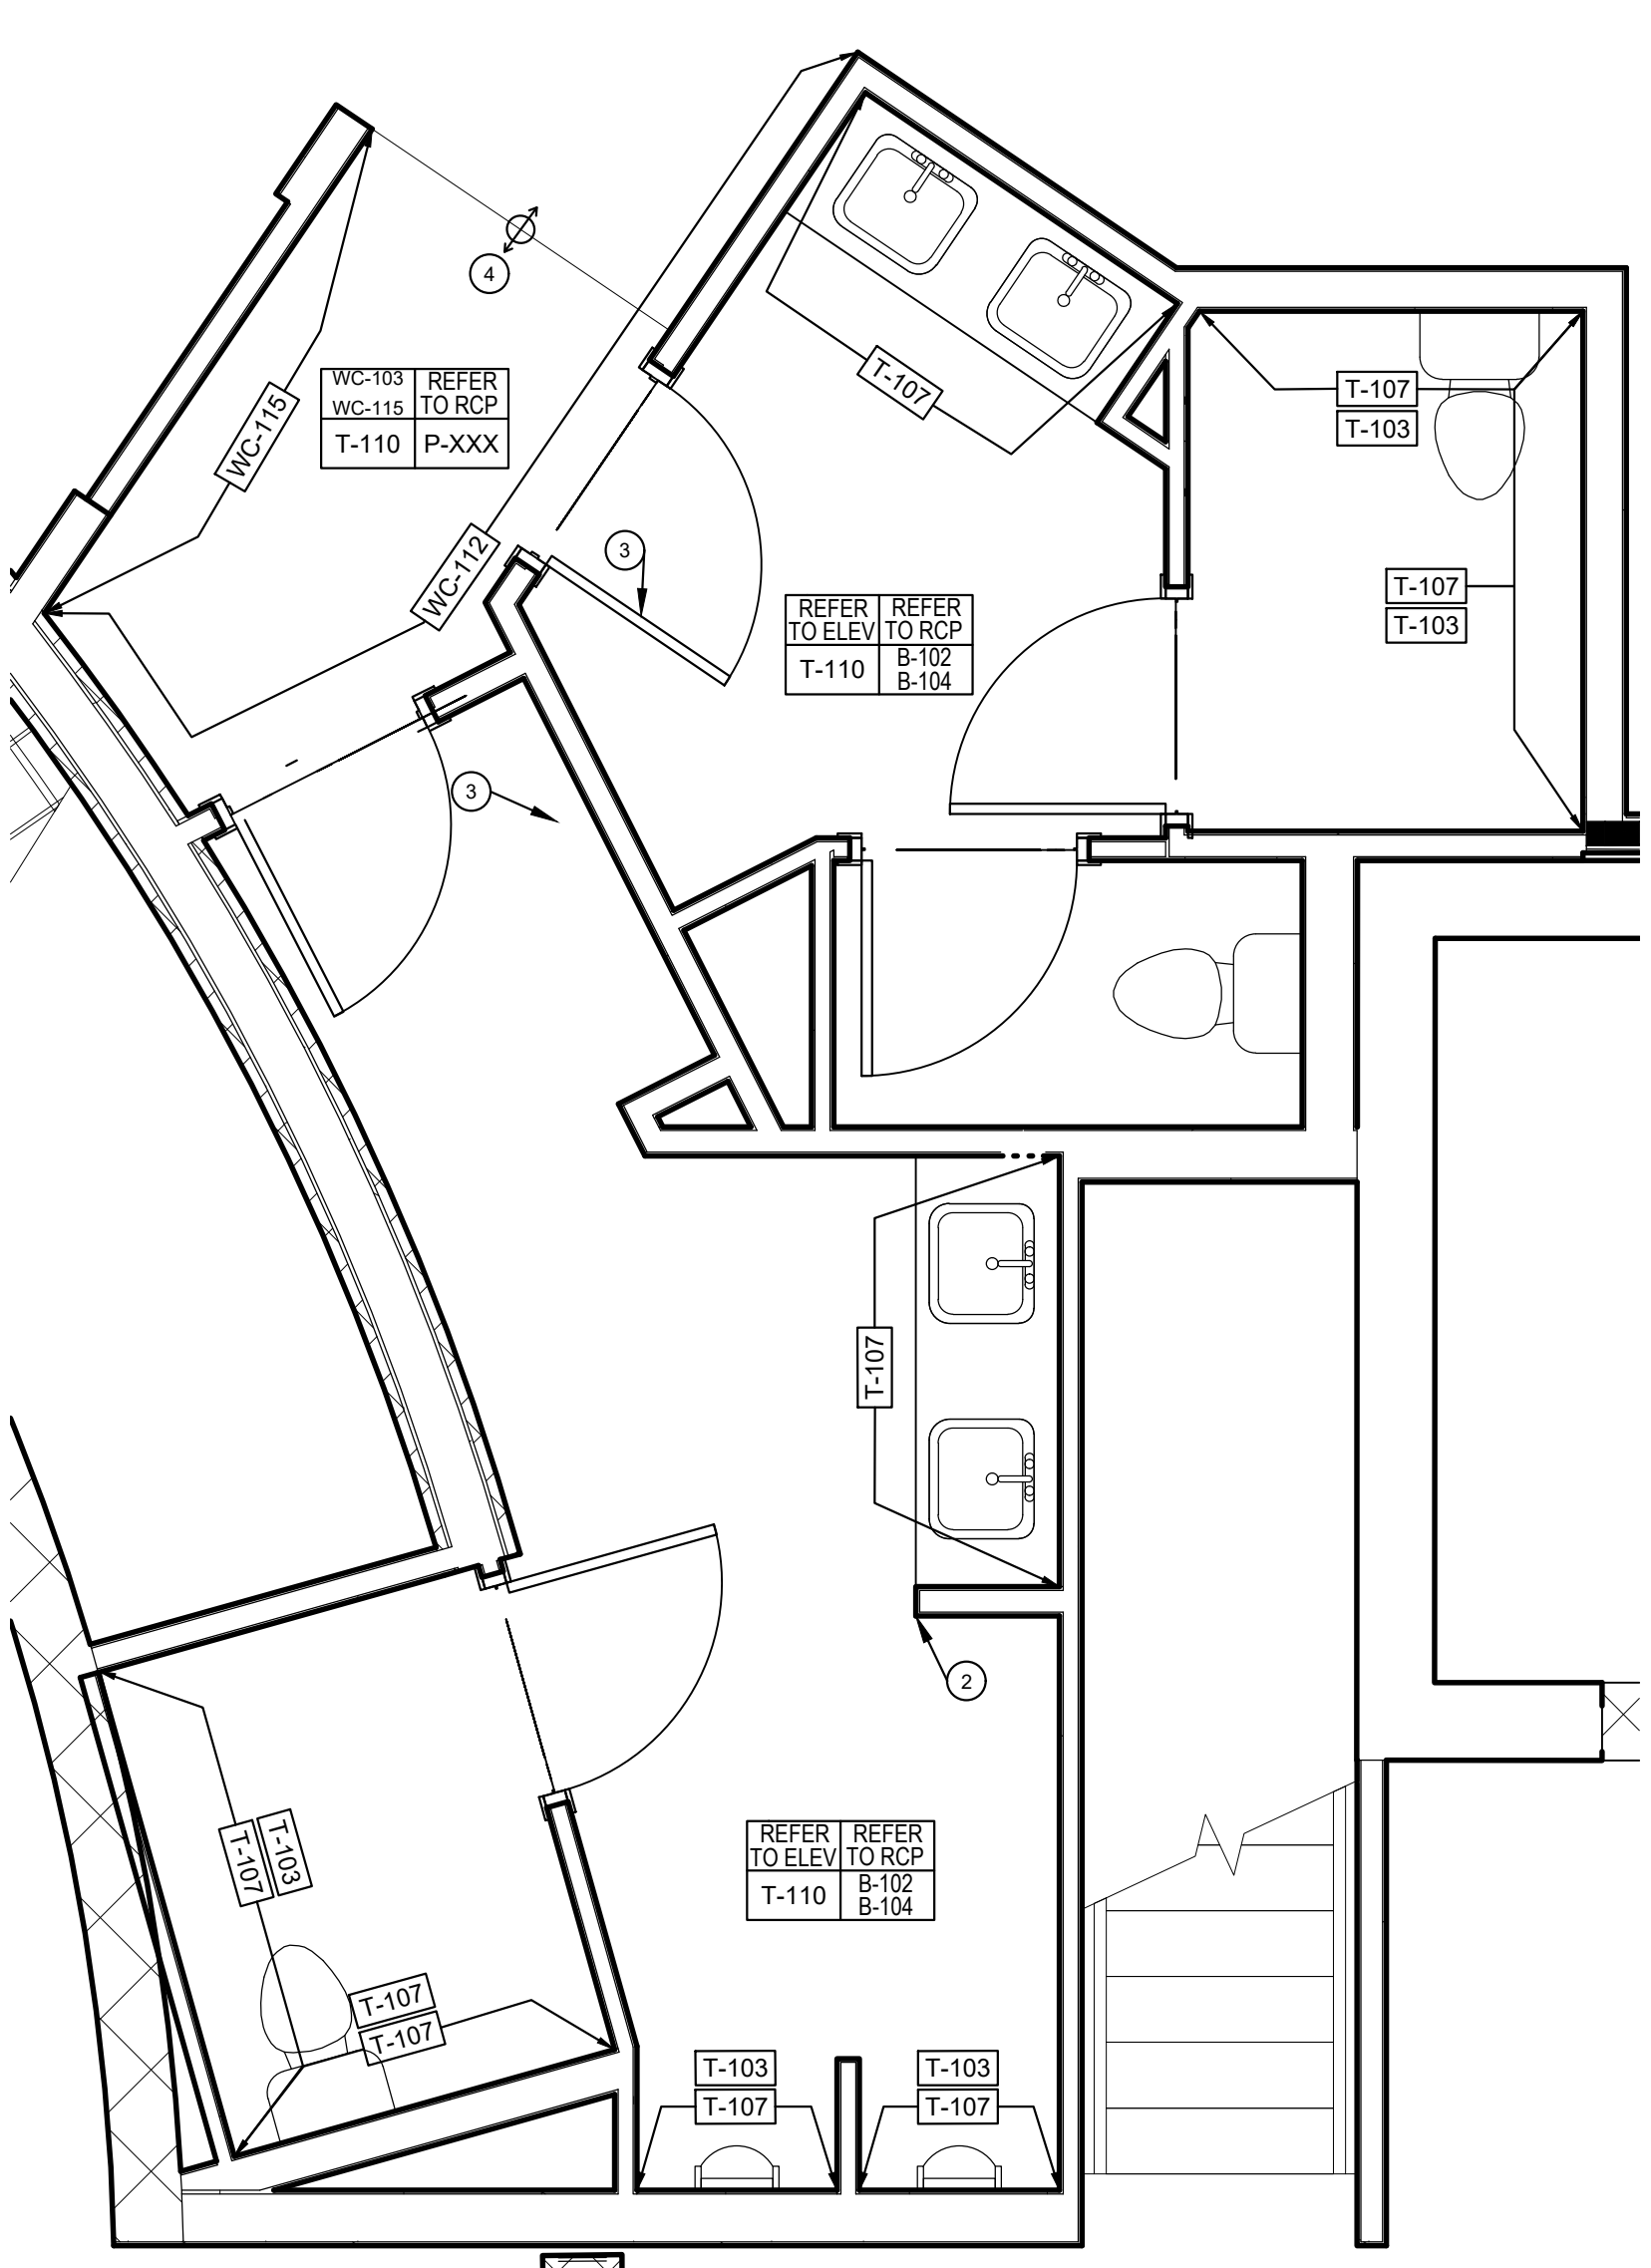 4
WC-103
WC-115
REFER
TO RCP
T-110
P-XXX
WC-115
WC-112
T-107
T-107
T-103
3
T-107
T-103
REFER
TO ELEV
REFER
TO RCP
T-110
B-102
B-104
3
T-107
2
T-103
T-107
REFER
TO ELEV
REFER
TO RCP
T-110
B-102
B-104
T-107
T-107
T-103
T-107
T-103
T-107